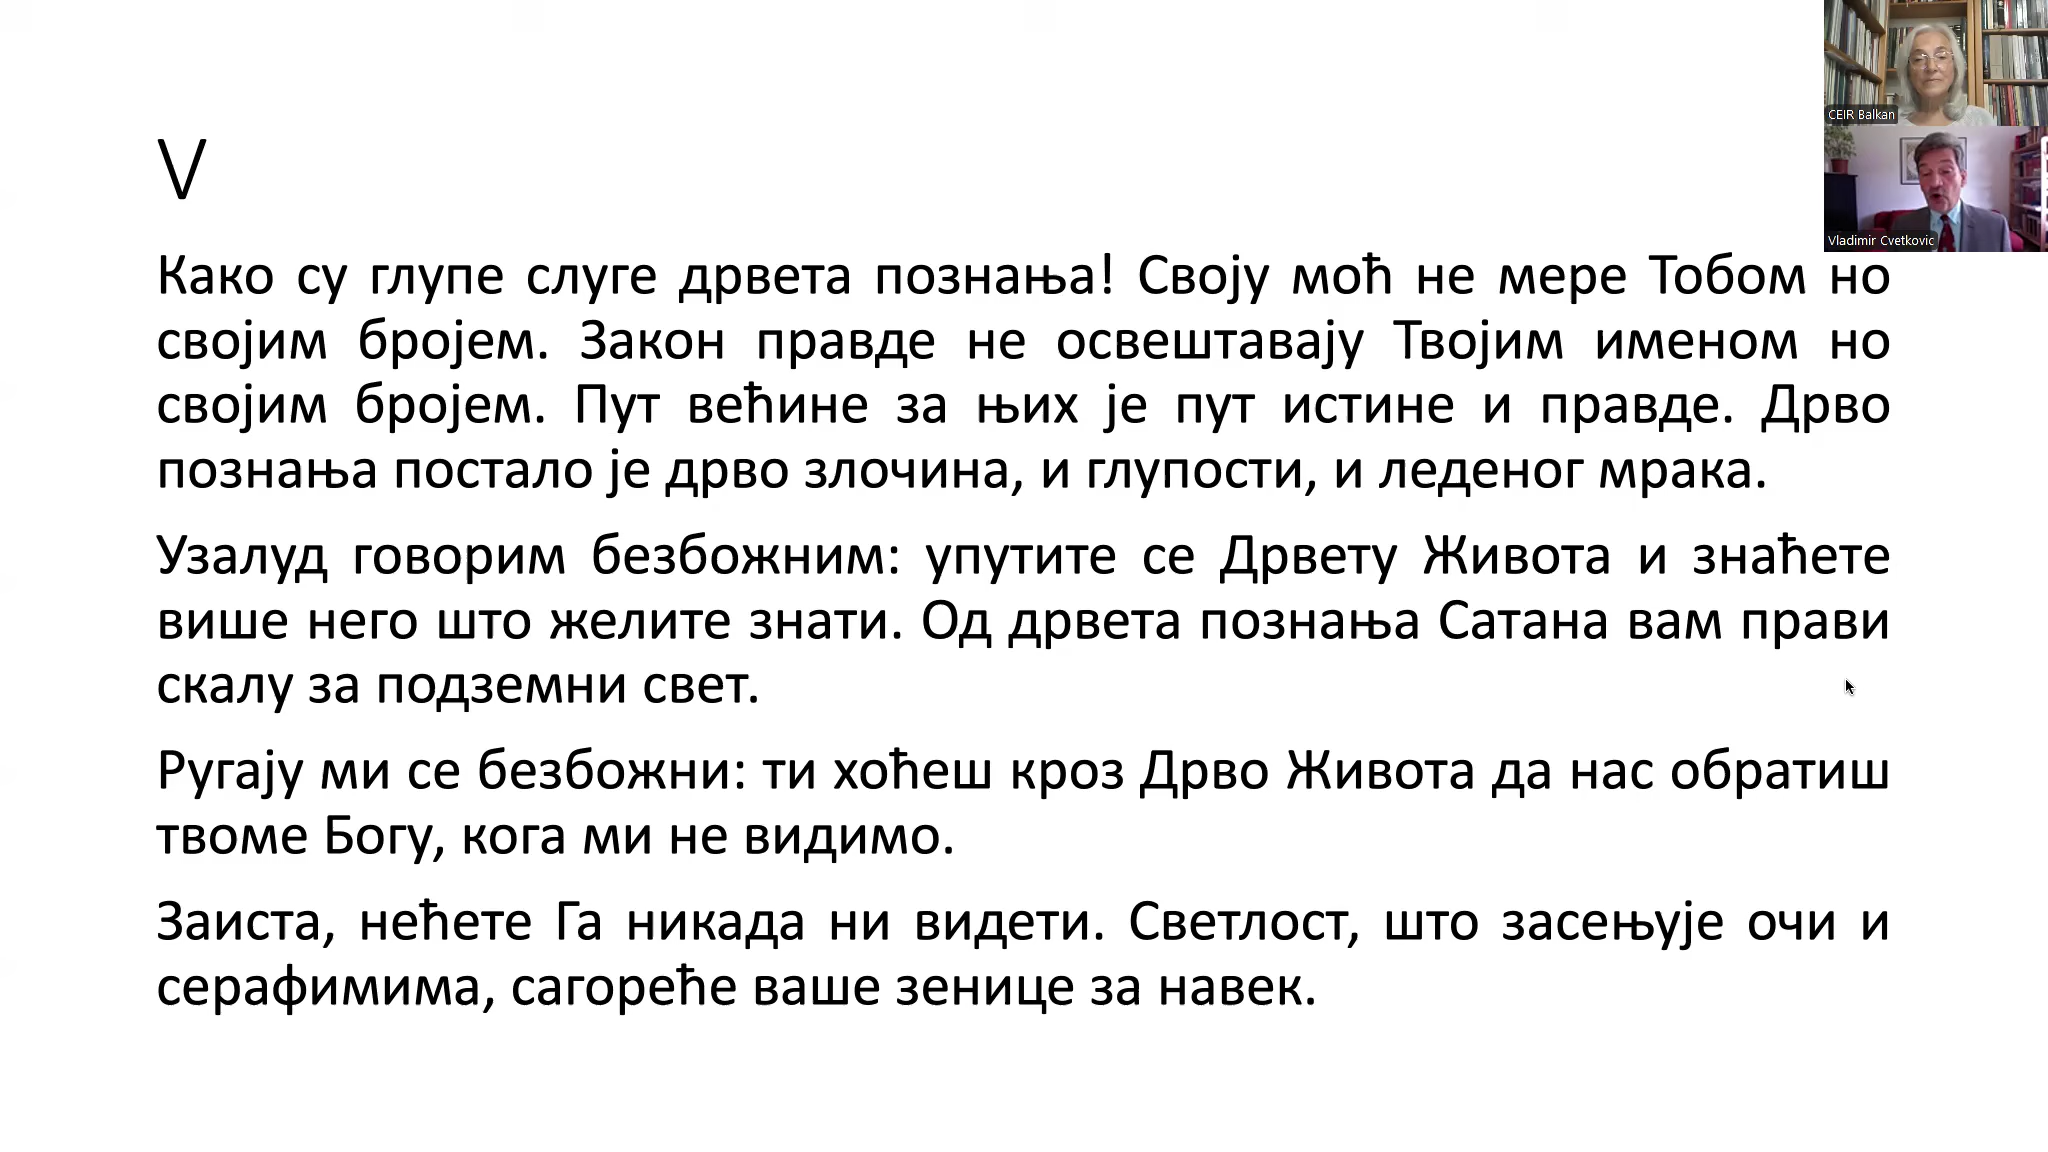 V
Како су глупе слуге дрвета познања! Своју моћ не мере Тобом но
својим бројем. Закон правде не освештавају Твојим именом но
својим бројем. Пут већине за њих је пут истине и правде. Дрво
познања постало је дрво злочина, и глупости, и леденог мрака.
Узалуд говорим безбожним: упутите се Дрвету Живота и знаћете
више него што желите знати. Од дрвета познања Сатана вам прави
скалу за подземни свет.
Ругају ми се безбожни: ти хоћеш кроз Дрво Живота да нас обратиш
твоме Богу, кога ми не видимо.
Заиста, нећете Га никада ни видети. Светлост, што засењује очи и
серафимима, сагореће ваше зенице за навек.
CEIR Balkan
Vladimir Cvetkovic